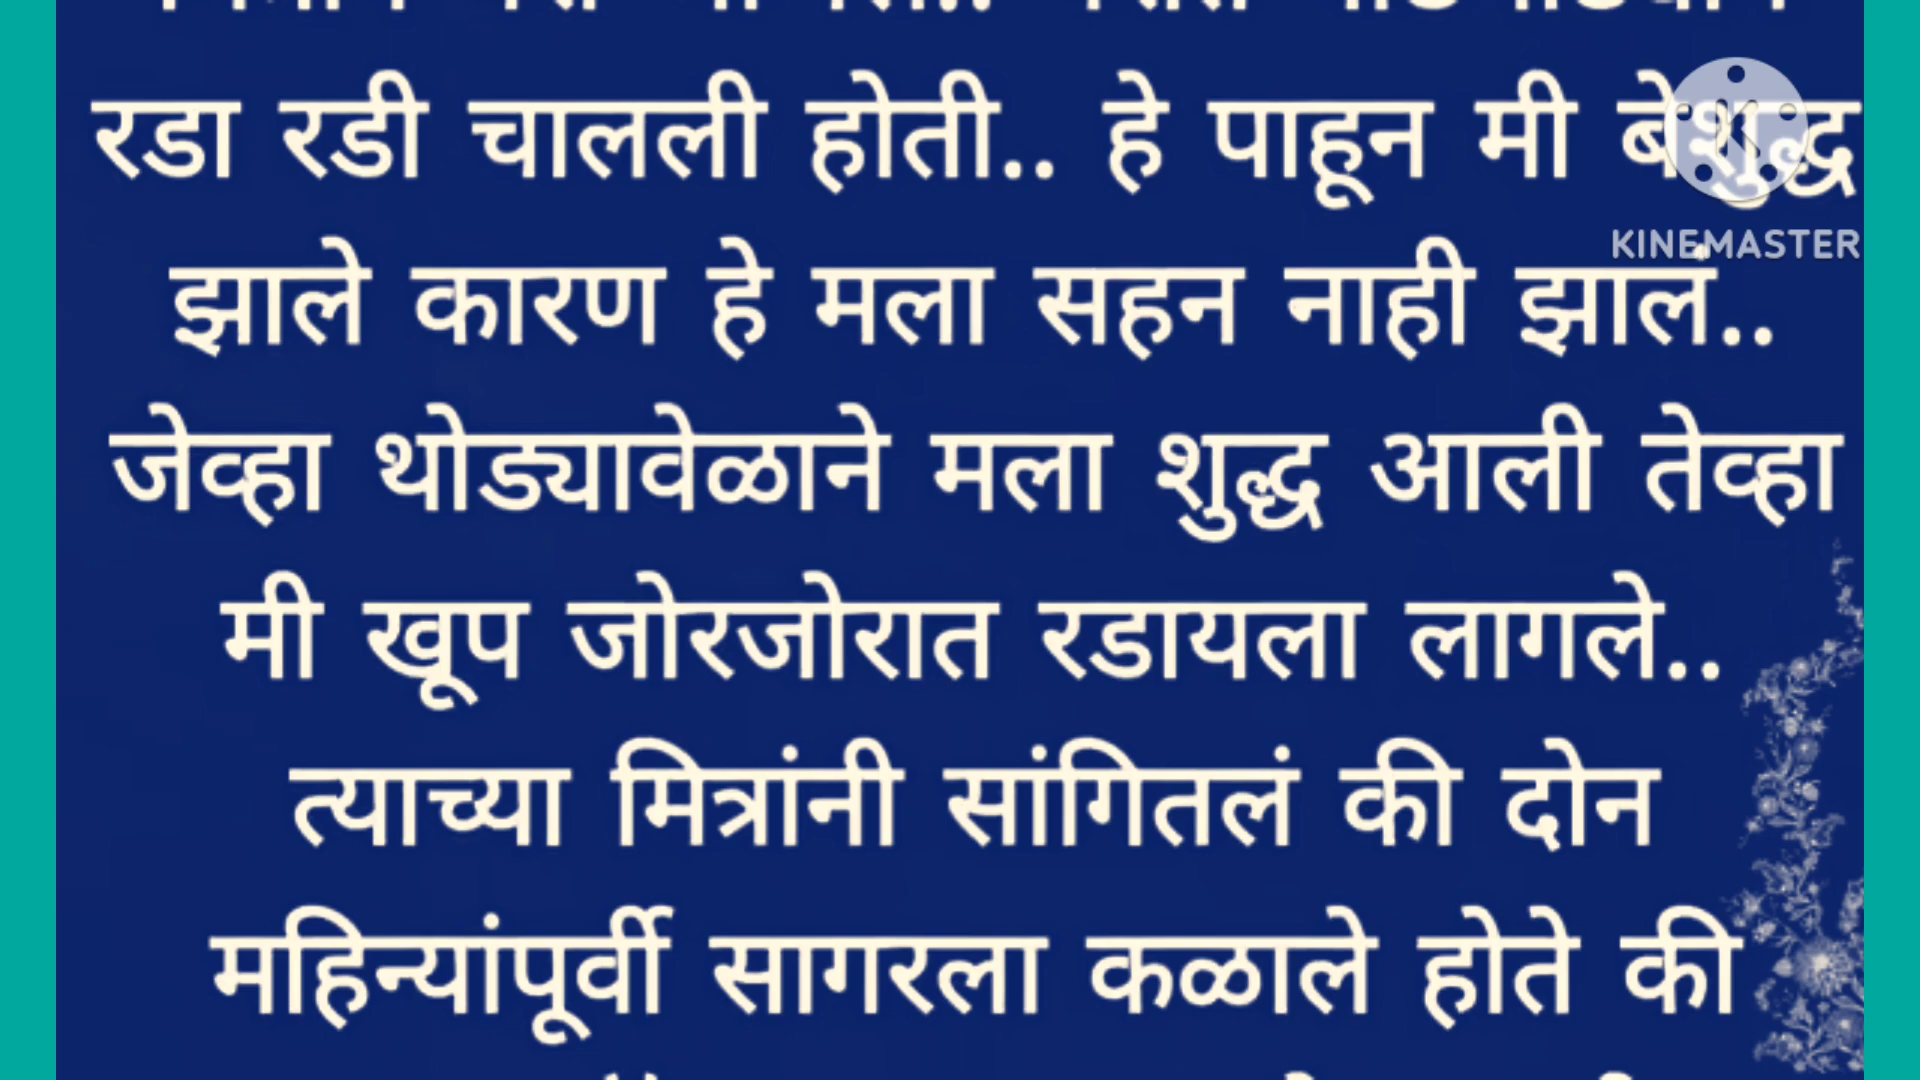 रडा रडी चालली होती.. हे पाहून मी बेशुद्ध
KINEMASTER
झाले कारण हे मला सहन नाही झालं..
जेव्हा थोड्यावेळाने मला शुद्ध आली तेव्हा
मी खूप जोरजोरात रडायला लागले..
त्याच्या मित्रांनी सांगितलं की दोन
महिन्यांपूर्वी सागरला कळाले होते की